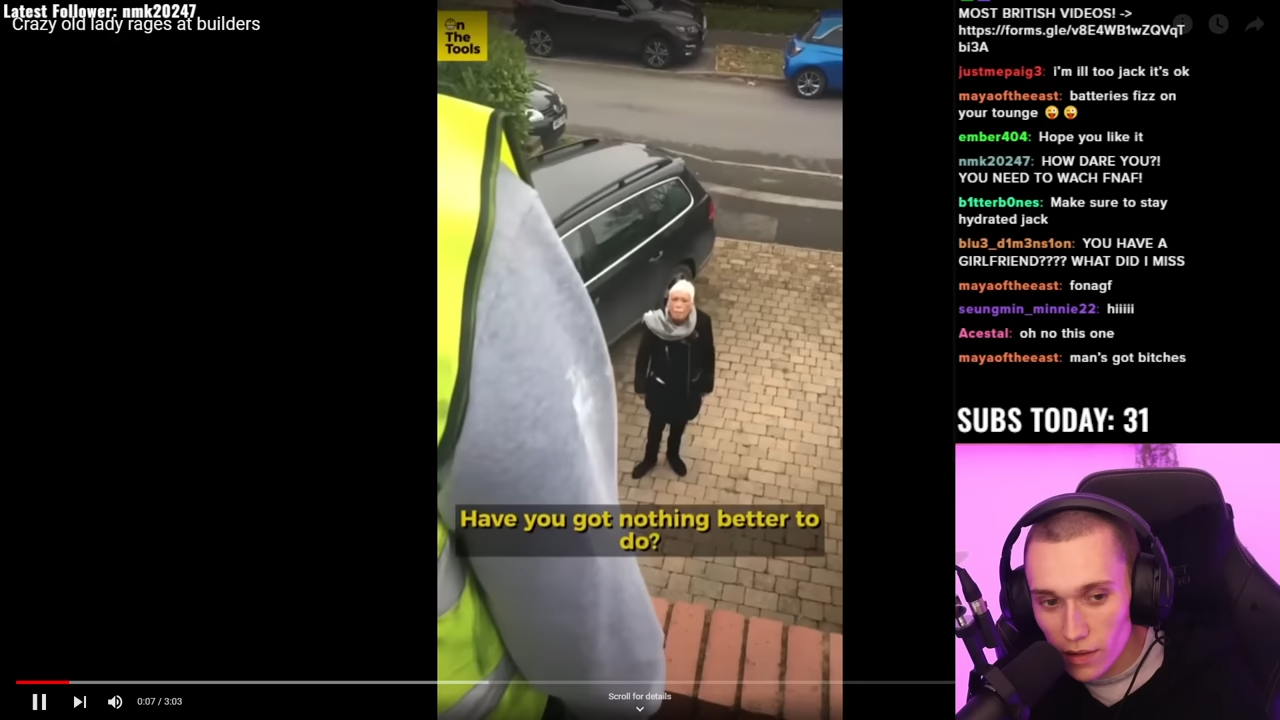 Latest Follower: nmk20247
Crazy old lady rages at builders
On
The
Tools
Have you got nothing better to
do?
0:07 / 3:03
Scroll for details
MOST BRITISH VIDEOS! ->
https://forms.gle/v8E4WB1wZQVqT
bi3A
justmepaig3: i'm ill too jack it's ok
mayaoftheeast: batteries fizz on
your tounge 😜 😜
ember404: Hope you like it
nmk20247: HOW DARE YOU?!
YOU NEED TO WACH FNAF!
b1tterb0nes: Make sure to stay
hydrated jack
blu3_d1m3ns1on: YOU HAVE A
GIRLFRIEND???? WHAT DID I MISS
mayaoftheeast: fonagf
seungmin_minnie22: hiiiii
Acestal: oh no this one
mayaoftheeast: man's got bitches
SUBS TODAY: 31